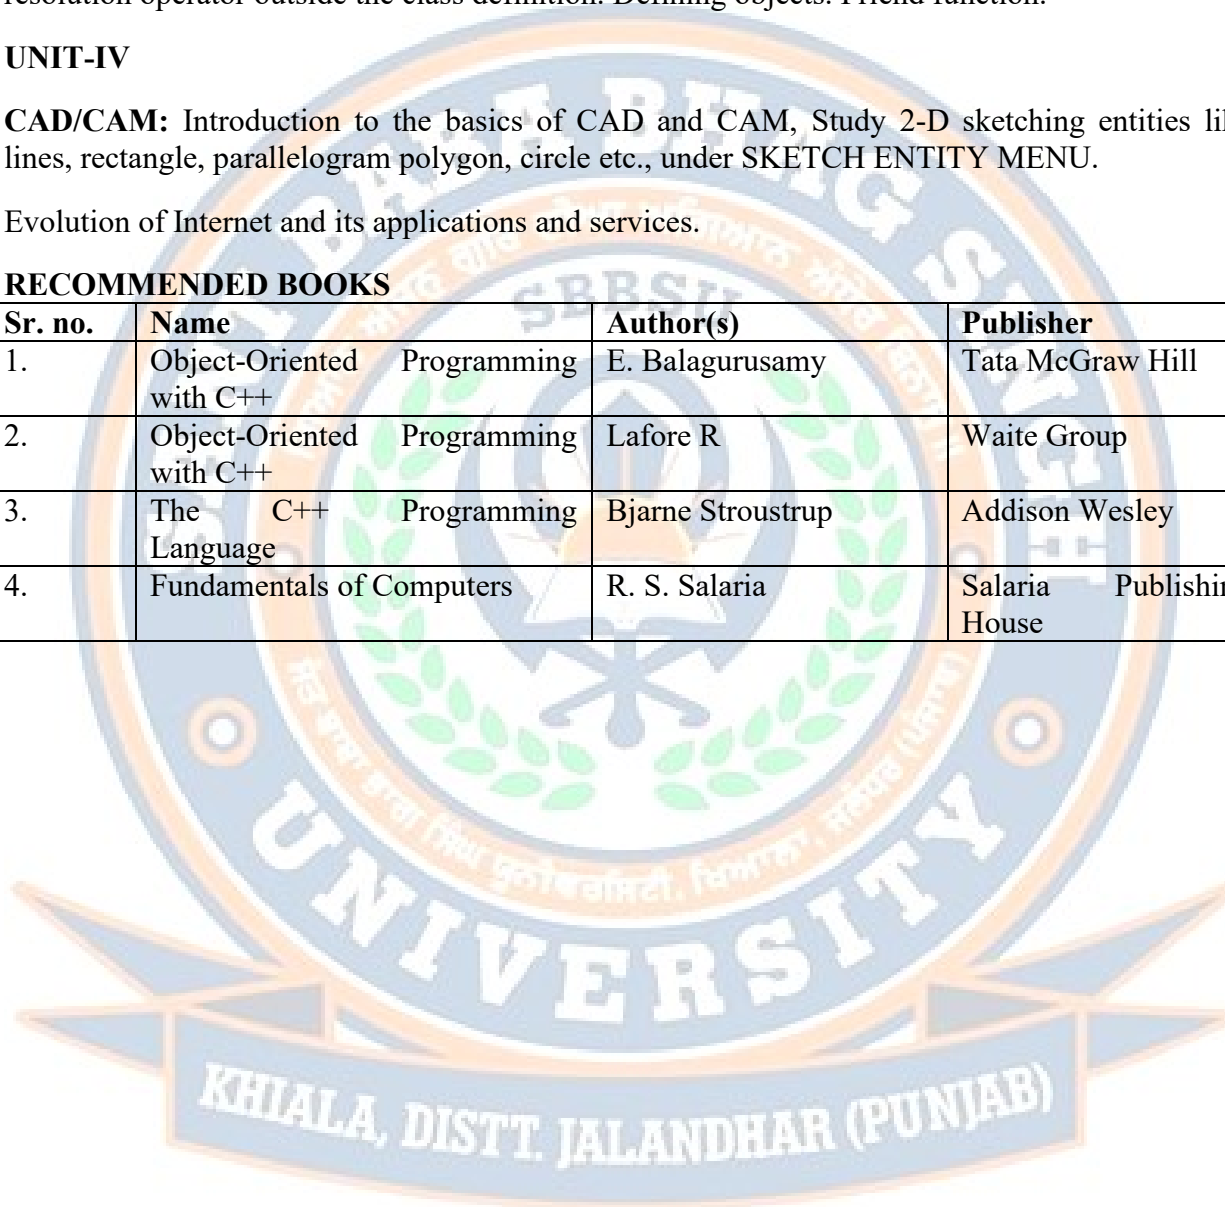 resolution operator outside the class definition. Defining objects. Friend function.
UNIT-IV
CAD/CAM: Introduction to the basics of CAD and CAM, Study 2-D sketching entities lik
lines, rectangle, parallelogram polygon, circle etc., under SKETCH ENTITY MENU.
Evolution of Internet and its applications and services.
RECOMMENDED BOOKS
Sr. no. Name Author(s) Publisher
1. Object-Oriented Programming with C++ E. Balagurusamy Tata McGraw Hill
2. Object-Oriented Programming with C++ Lafore R Waite Group
3. The C++ Programming Language Bjarne Stroustrup Addison Wesley
4. Fundamentals of Computers R. S. Salaria Salaria Publishin House
SANT BABA BHAG SINGH
SBBSU
UNIVERSITY
KHIALA, DISTT. JALANDHAR (PUNJAB)